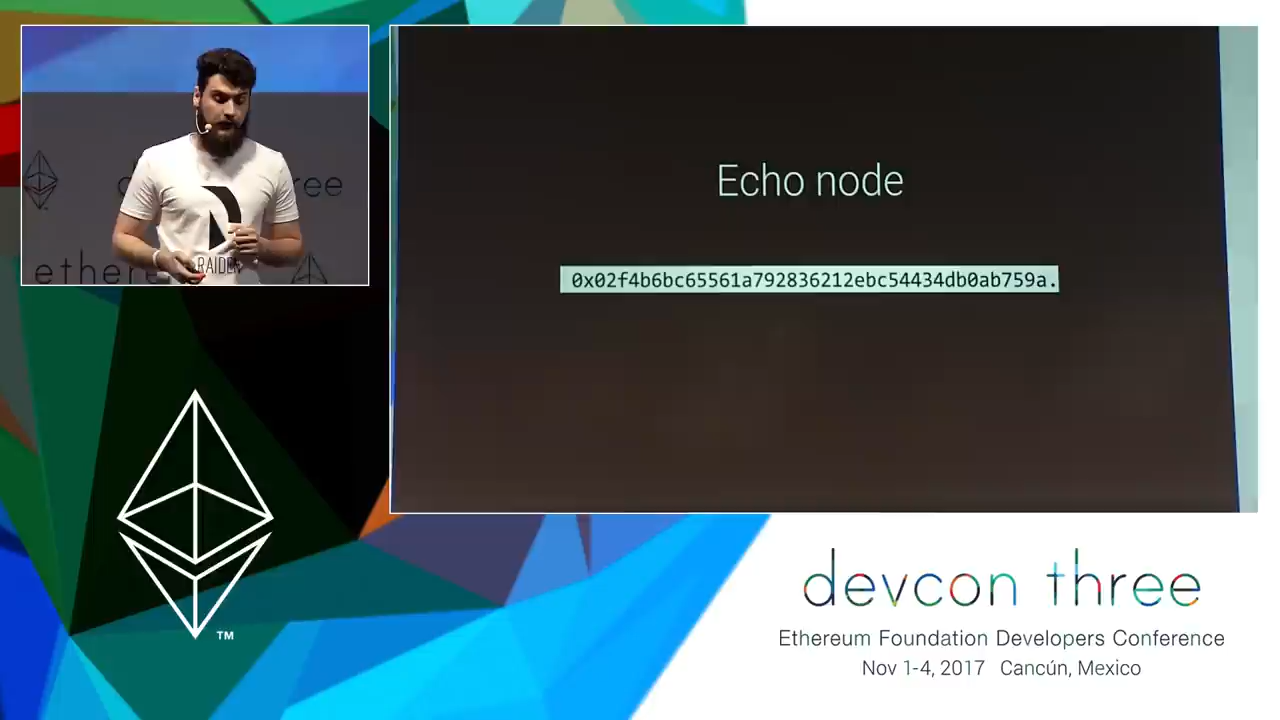 RAIDEN
Echo node
0x02f4b6bc65561a792836212ebc54434db0ab759a.
TM
devcon three
Ethereum Foundation Developers Conference
Nov 1-4, 2017 Cancún, Mexico